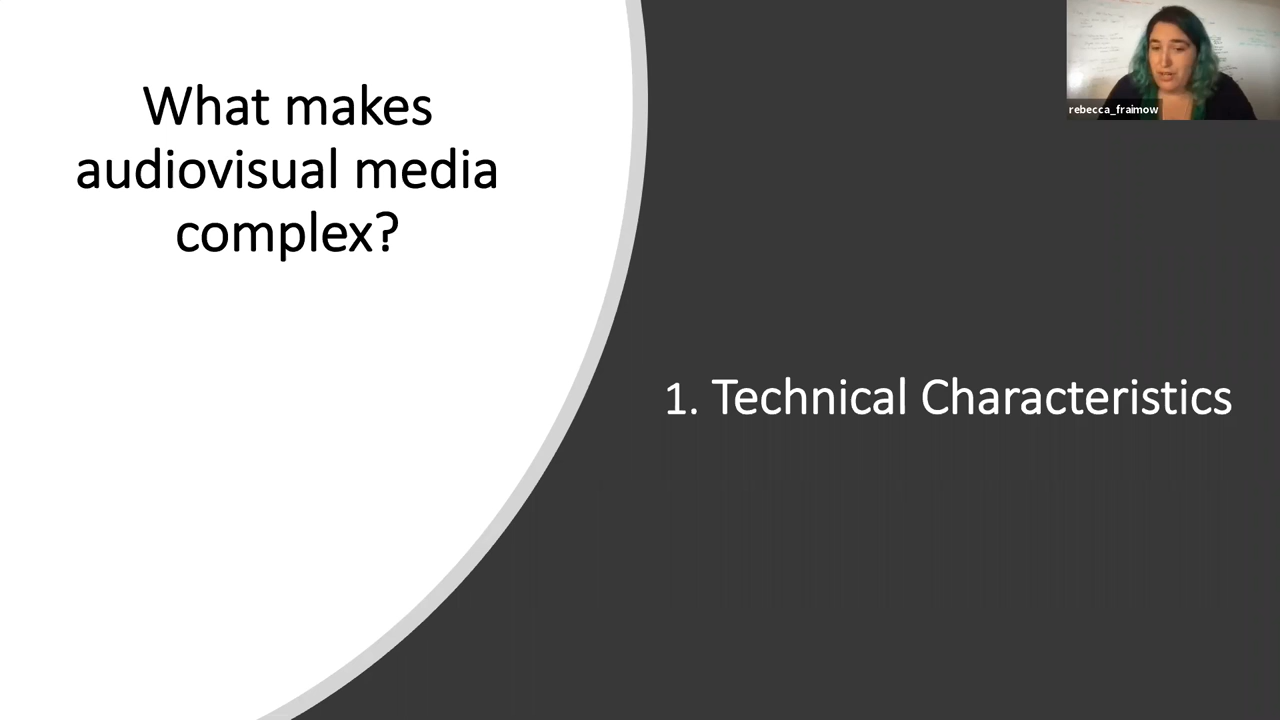 What makes
audiovisual media
complex?
1. Technical Characteristics
rebecca_fraimow